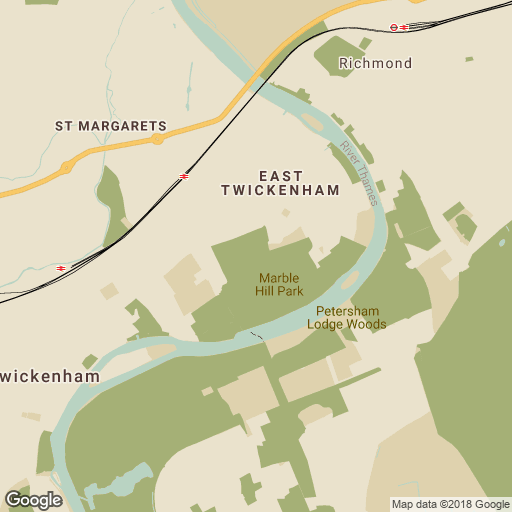 Richmond
ST MARGARETS
River Thames
EAST
TWICKENHAM
Marble
Hill Park
Petersham
Lodge Woods
wickenham
Google
Map data ©2018 Google